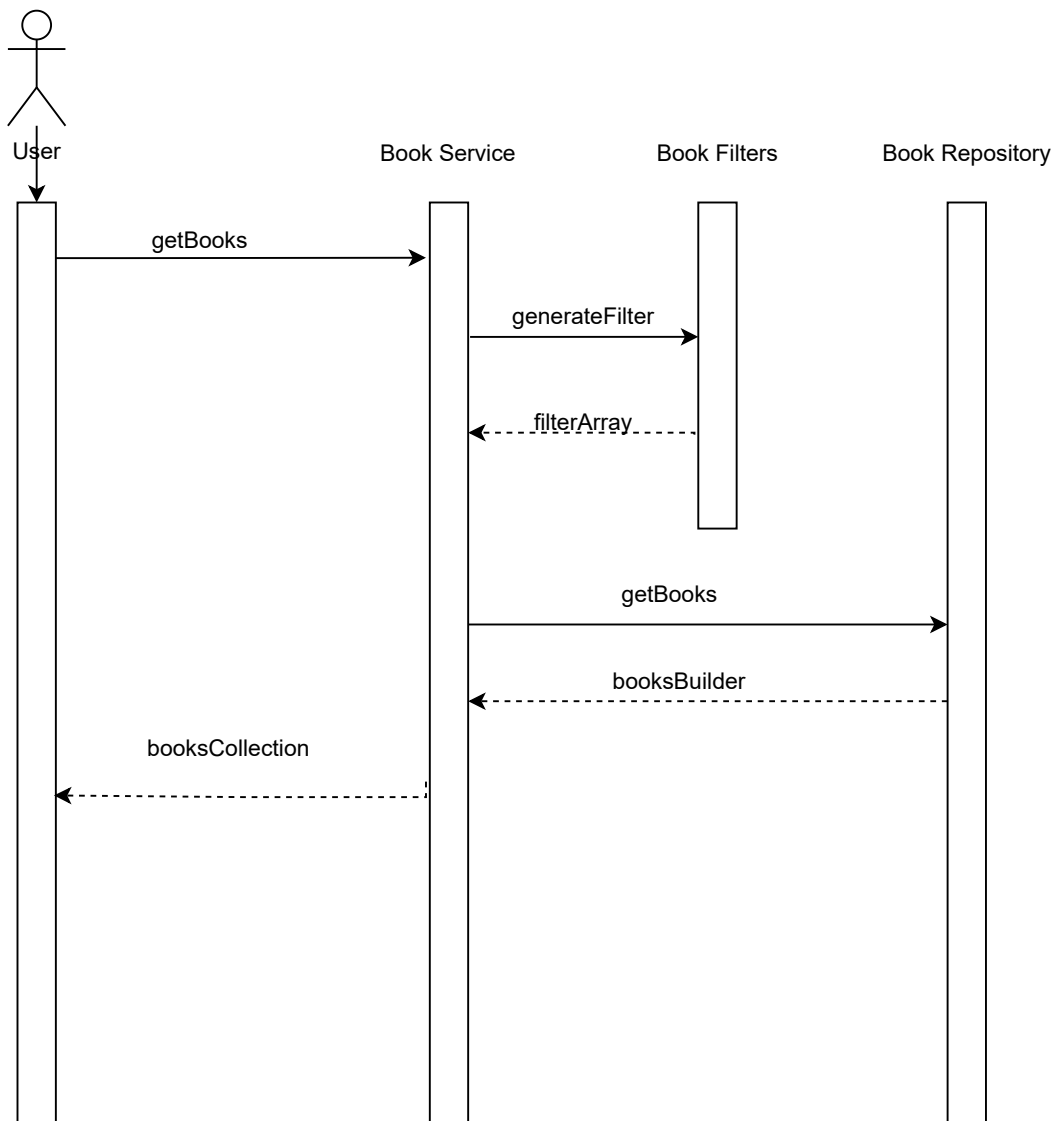 User
Book Service
Book Filters
Book Repository
getBooks
generateFilter
filterArray
getBooks
booksBuilder
booksCollection